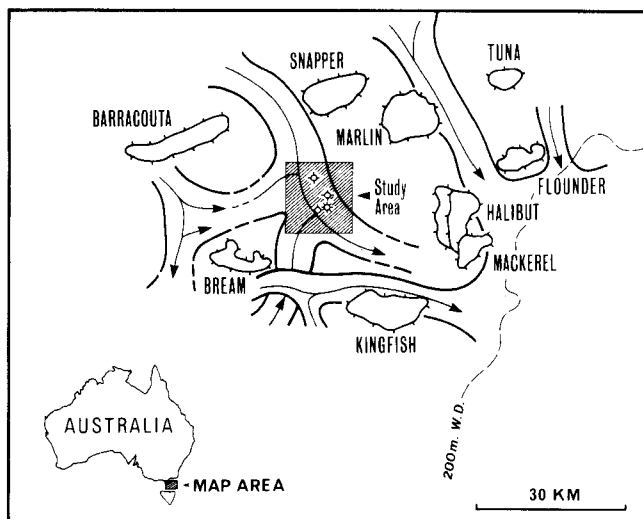 SNAPPER
TUNA
BARRACOUTA
MARLIN
Study
Area
FLOUNDER
HALIBUT
MACKEREL
BREAM
KINGFISH
200m. W.D.
AUSTRALIA
MAP AREA
30 KM